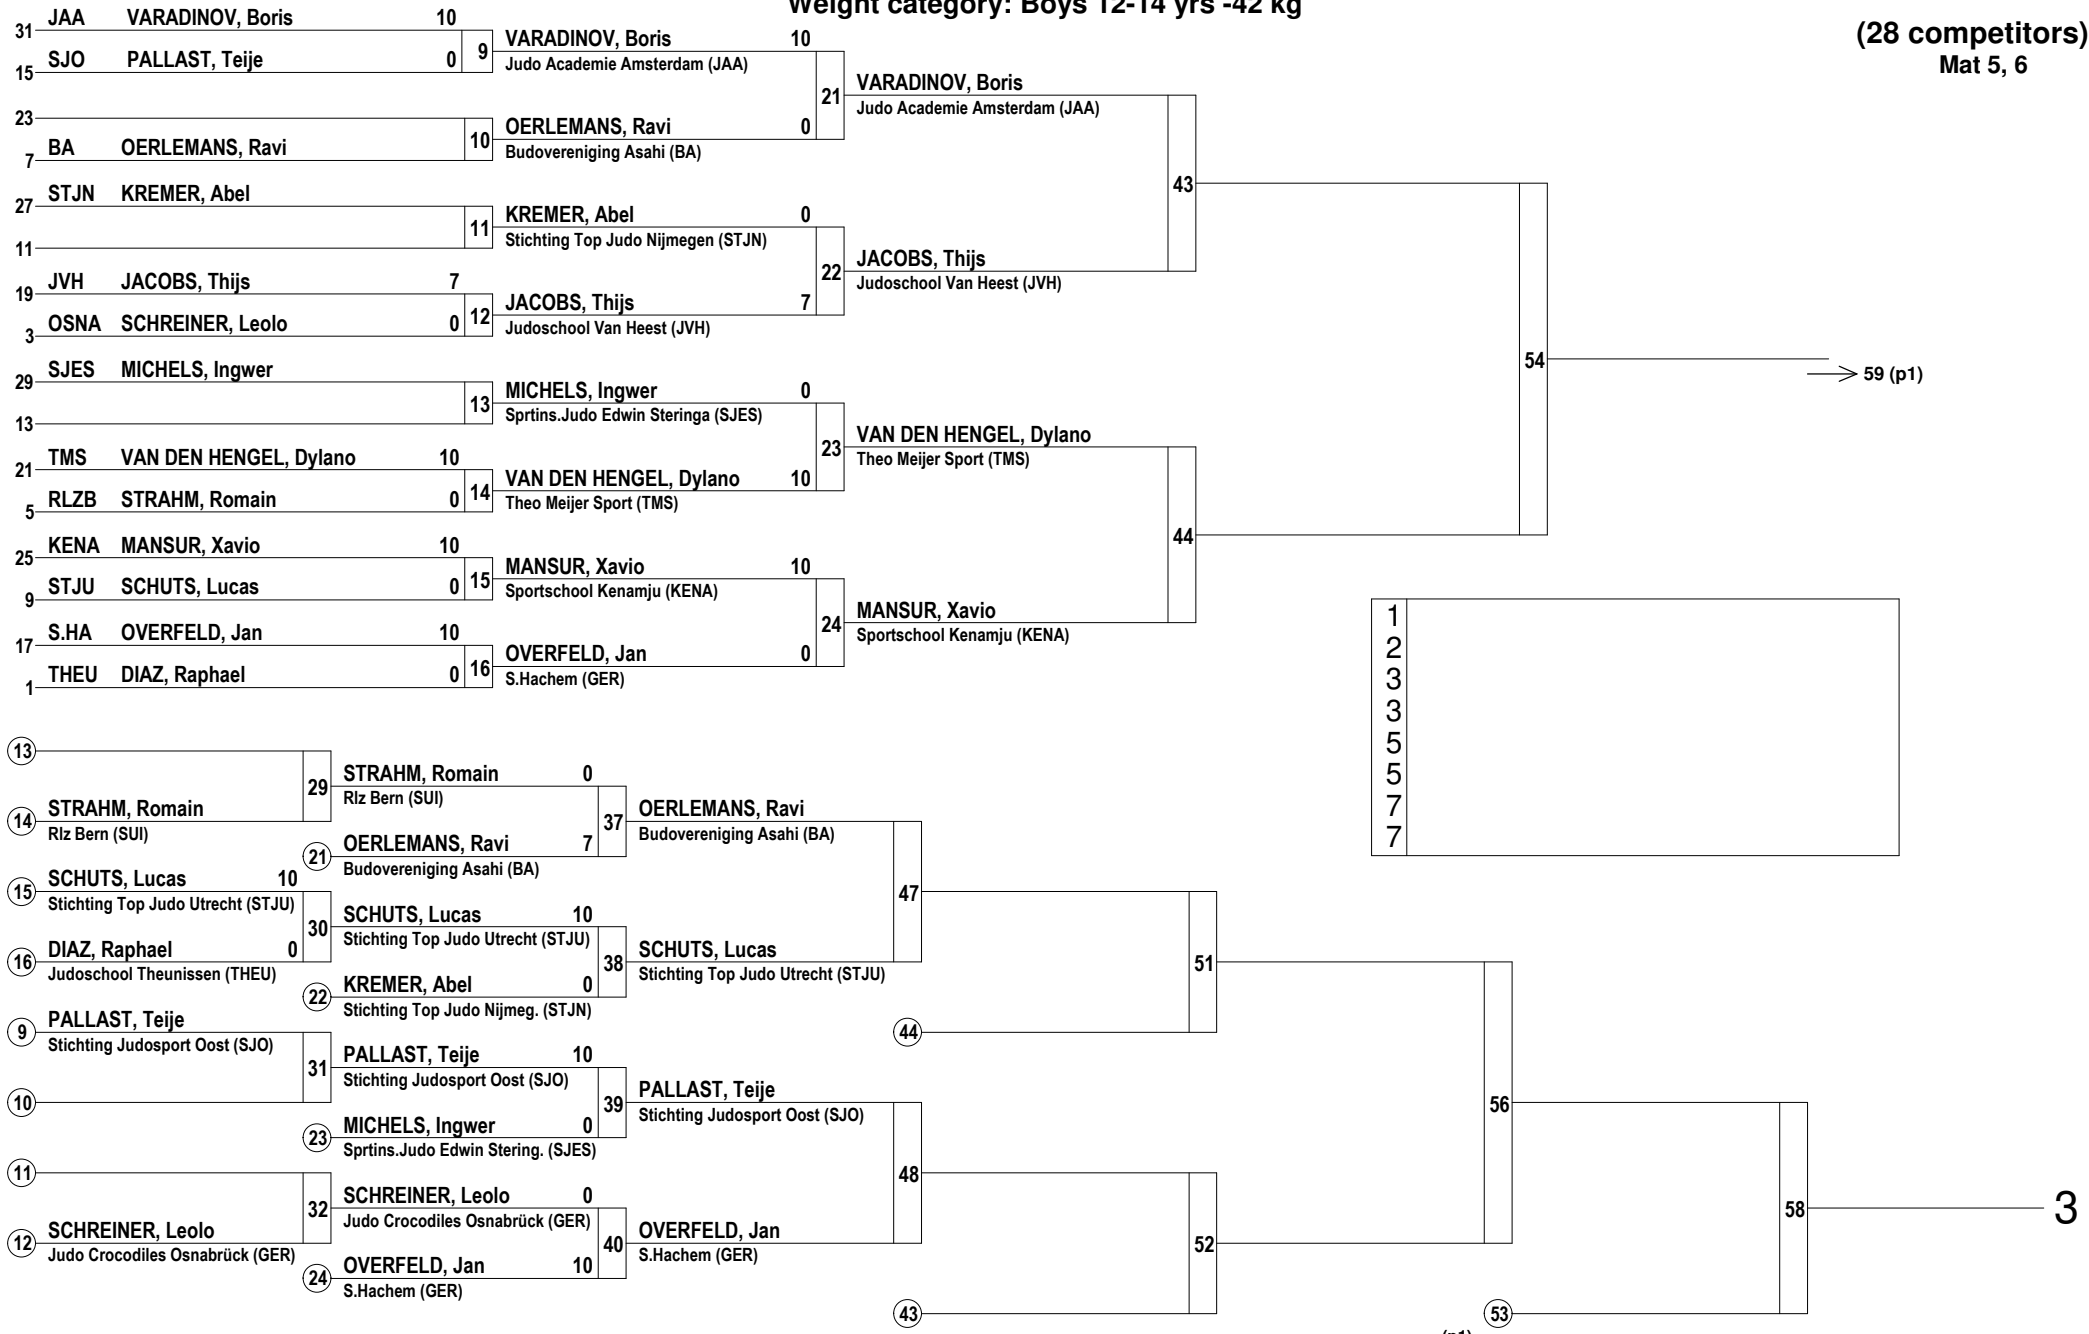 Weight category: Boys 12-14 yrs -42 kg
(28 competitors)
Mat 5, 6
31 JAA VARADINOV, Boris 10
15 SJO PALLAST, Teije 0
9
VARADINOV, Boris 10
Judo Academie Amsterdam (JAA)
23
7 BA OERLEMANS, Ravi
10
OERLEMANS, Ravi 0
Budovereniging Asahi (BA)
21
VARADINOV, Boris
Judo Academie Amsterdam (JAA)
27 STJN KREMER, Abel
11
11
KREMER, Abel 0
Stichting Top Judo Nijmegen (STJN)
19 JVH JACOBS, Thijs 7
3 OSNA SCHREINER, Leolo 0
12
JACOBS, Thijs 7
Judoschool Van Heest (JVH)
22
JACOBS, Thijs
Judoschool Van Heest (JVH)
43
29 SJES MICHELS, Ingwer
13
13
MICHELS, Ingwer 0
Sprtins.Judo Edwin Steringa (SJES)
21 TMS VAN DEN HENGEL, Dylano 10
5 RLZB STRAHM, Romain 0
14
VAN DEN HENGEL, Dylano 10
Theo Meijer Sport (TMS)
23
VAN DEN HENGEL, Dylano
Theo Meijer Sport (TMS)
25 KENA MANSUR, Xavio 10
9 STJU SCHUTS, Lucas 0
15
MANSUR, Xavio 10
Sportschool Kenamju (KENA)
17 S.HA OVERFELD, Jan 10
1 THEU DIAZ, Raphael 0
16
OVERFELD, Jan 0
S.Hachem (GER)
24
MANSUR, Xavio
Sportschool Kenamju (KENA)
44
54
59 (p1)
1
2
3
3
5
5
7
7
13
14 STRAHM, Romain
Rlz Bern (SUI)
29
STRAHM, Romain 0
Rlz Bern (SUI)
21 OERLEMANS, Ravi 7
Budovereniging Asahi (BA)
37
OERLEMANS, Ravi
Budovereniging Asahi (BA)
15 SCHUTS, Lucas 10
Stichting Top Judo Utrecht (STJU)
16 DIAZ, Raphael 0
Judoschool Theunissen (THEU)
30
SCHUTS, Lucas 10
Stichting Top Judo Utrecht (STJU)
22 KREMER, Abel 0
Stichting Top Judo Nijmeg. (STJN)
38
SCHUTS, Lucas
Stichting Top Judo Utrecht (STJU)
47
44
51
9 PALLAST, Teije
Stichting Judosport Oost (SJO)
10
31
PALLAST, Teije 10
Stichting Judosport Oost (SJO)
23 MICHELS, Ingwer 0
Sprtins.Judo Edwin Stering. (SJES)
39
PALLAST, Teije
Stichting Judosport Oost (SJO)
11
12 SCHREINER, Leolo
Judo Crocodiles Osnabrück (GER)
32
SCHREINER, Leolo 0
Judo Crocodiles Osnabrück (GER)
24 OVERFELD, Jan 10
S.Hachem (GER)
40
OVERFELD, Jan
S.Hachem (GER)
48
43
52
56
53
58
3
(p1)